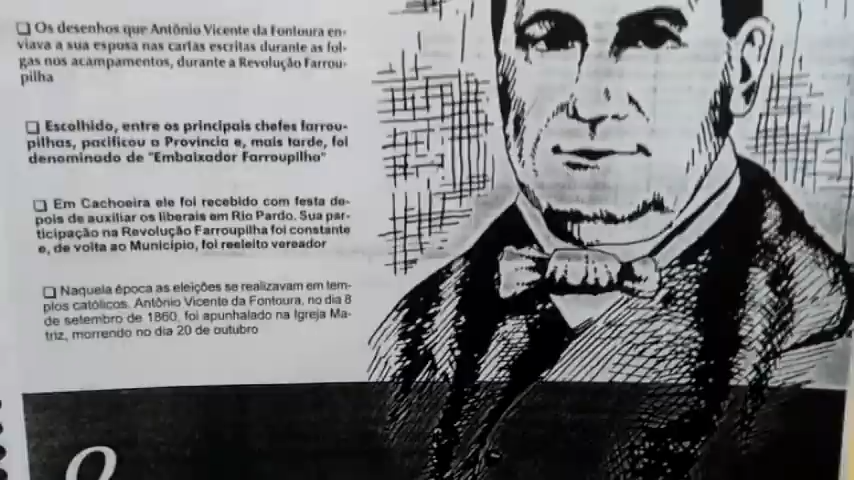 ❑ Os desenhos que Antônio Vicente da Fontoura en-
viava a sua esposa nas cartas escritas durante as fol-
gas nos acampamentos, durante a Revolução Farrou-
pilha
❑ Escolhido, entre os principais chefes farrou-
pilhas, pacificou a Província e, mais tarde, foi
denominado de "Embaixador Farroupilha"
❑ Em Cachoeira ele foi recebido com festa de-
pois de auxiliar os liberais em Rio Pardo. Sua par-
ticipação na Revolução Farroupilha foi constante
e, de volta ao Município, foi reeleito vereador
❑ Naquela época as eleições se realizavam em tem-
plos católicos. Antônio Vicente da Fontoura, no dia 8
de setembro de 1860, foi apunhalado na Igreja Ma-
triz, morrendo no dia 20 de outubro